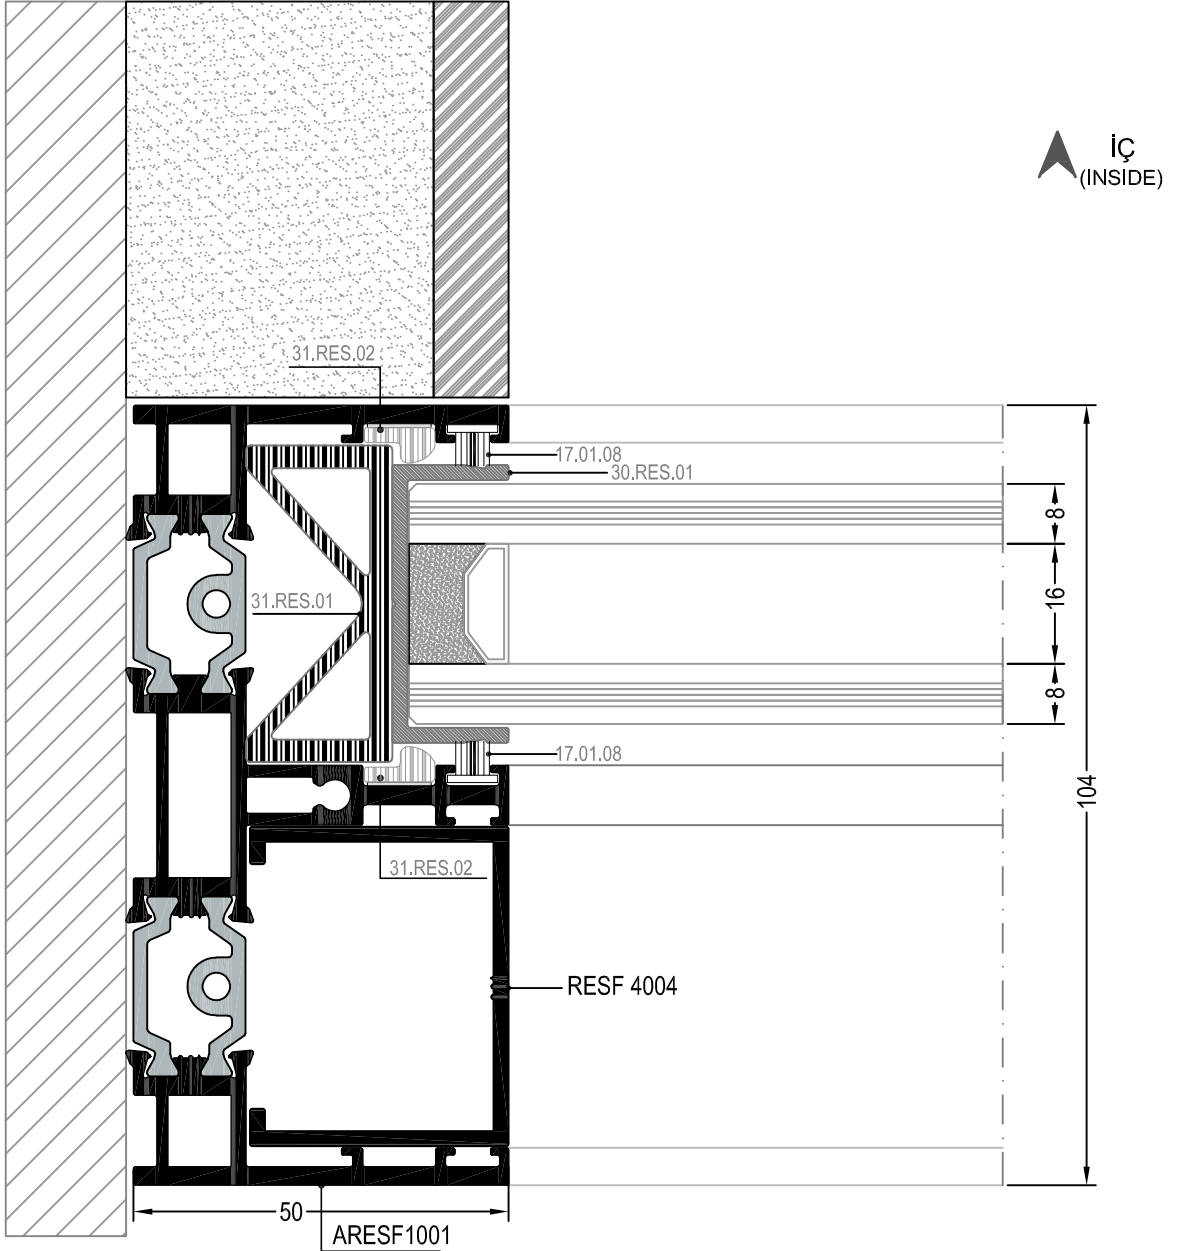 İÇ
(INSIDE)
31.RES.02
17.01.08
30.RES.01
8
16
31.RES.01
8
17.01.08
104
31.RES.02
RESF 4004
50
ARESF1001